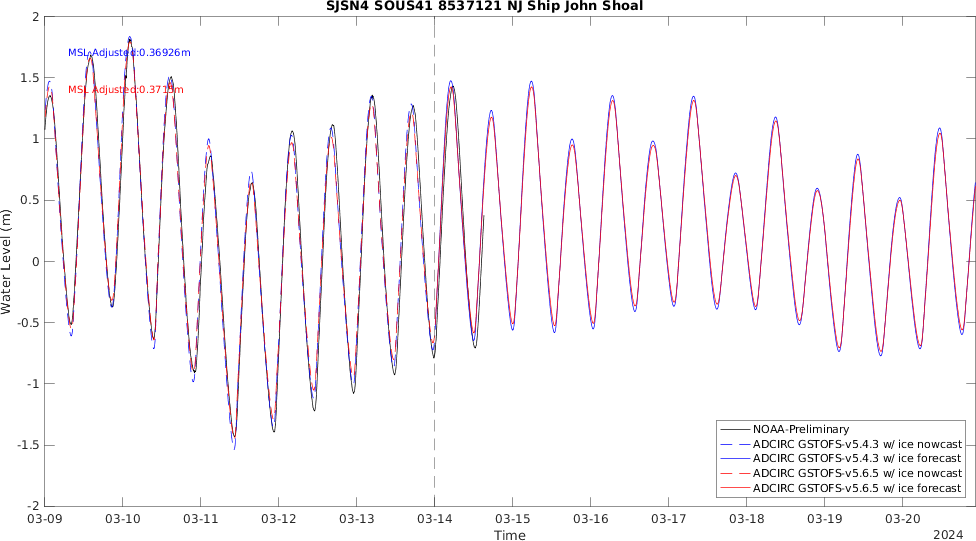 SJSN4 SOUS41 8537121 NJ Ship John Shoal
2
1.5
1
0.5
0
-0.5
-1
-1.5
-2
Water Level (m)
MSL Adjusted:0.36926m
MSL Adjusted:0.3715m
NOAA-Preliminary
ADCIRC GSTOFS-v5.4.3 w/ ice nowcast
ADCIRC GSTOFS-v5.4.3 w/ ice forecast
ADCIRC GSTOFS-v5.6.5 w/ ice nowcast
ADCIRC GSTOFS-v5.6.5 w/ ice forecast
03-09 03-10 03-11 03-12 03-13 03-14 03-15 03-16 03-17 03-18 03-19 03-20
Time
2024